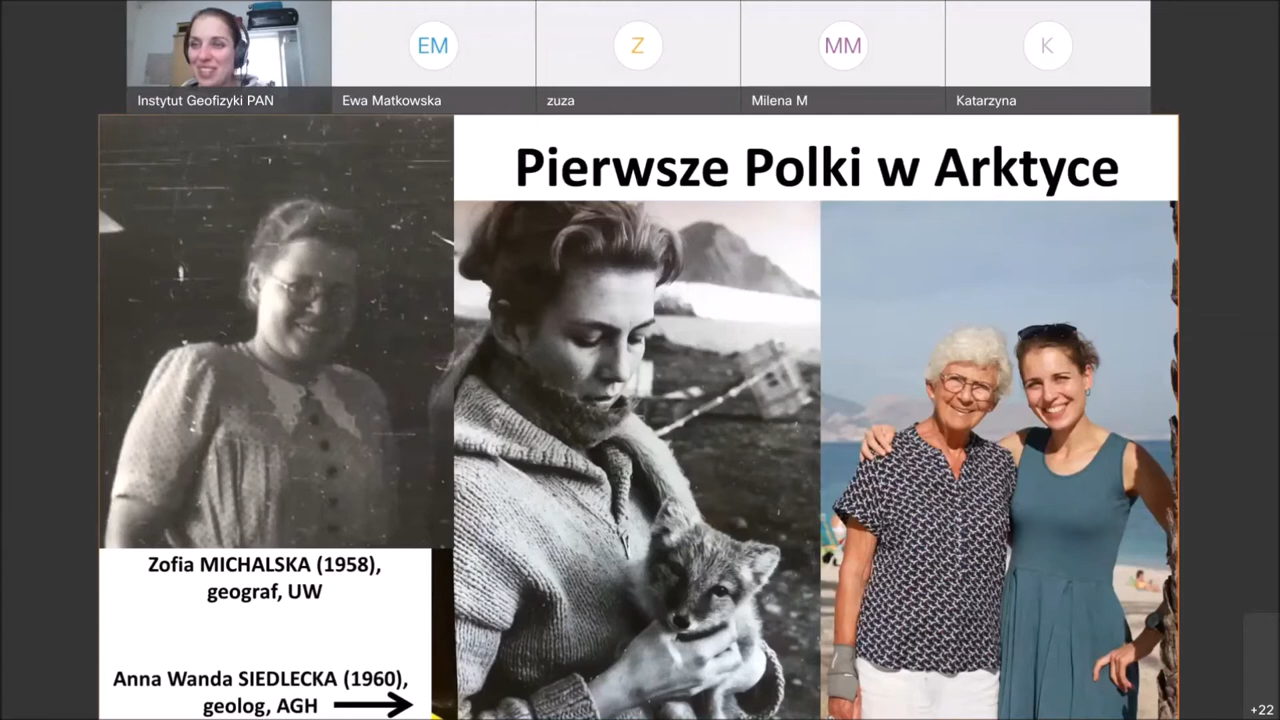 EM
Z
MM
K
Instytut Geofizyki PAN
Ewa Matkowska
zuza
Milena M
Katarzyna
Pierwsze Polki w Arktyce
Zofia MICHALSKA (1958),
geograf, UW
Anna Wanda SIEDLECKA (1960),
geolog, AGH
+22